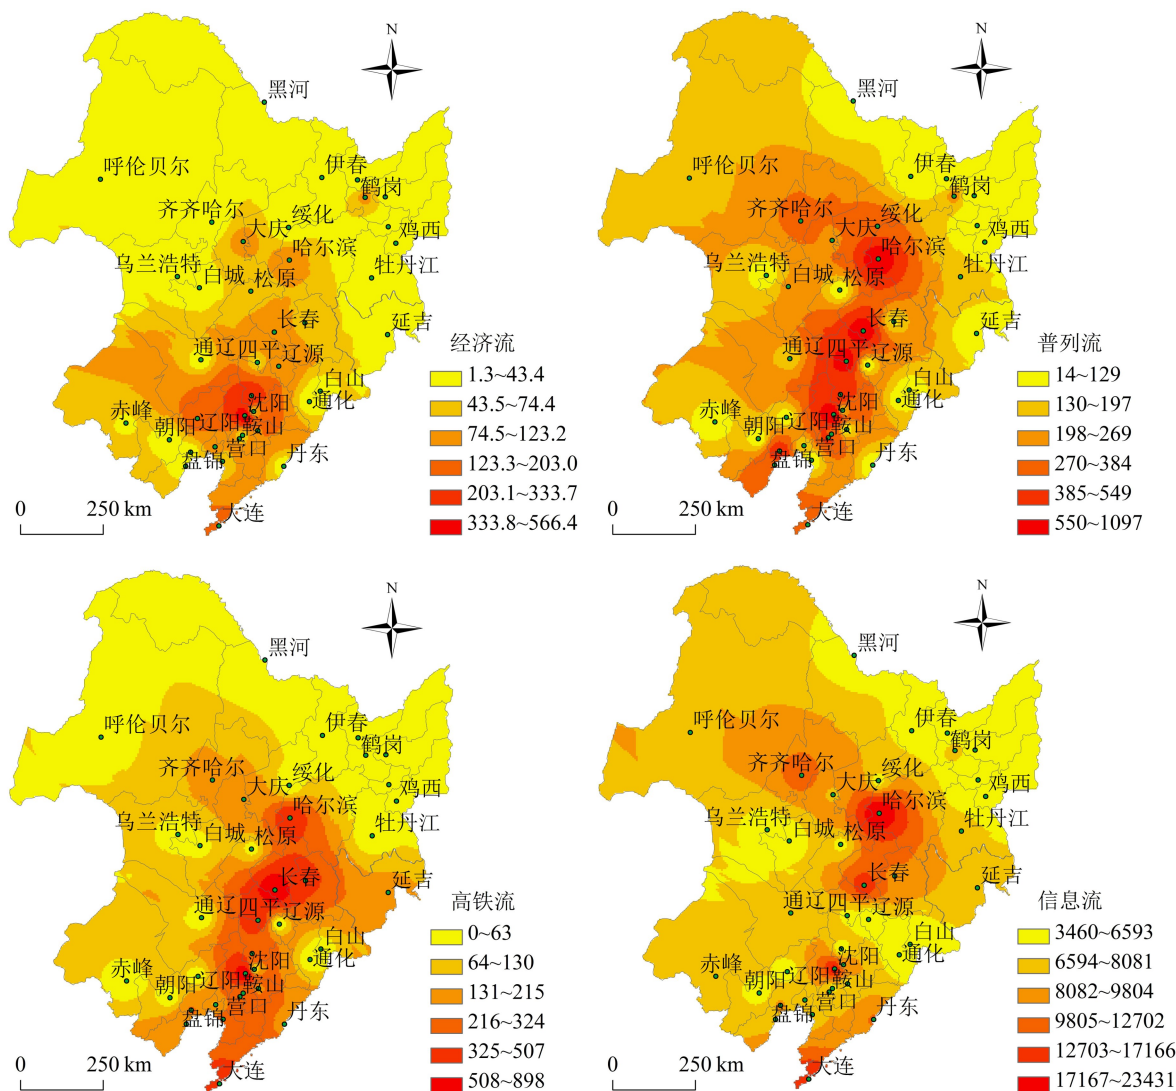 N
黑河
呼伦贝尔
伊春
鹤岗
齐齐哈尔
大庆
绥化
鸡西
哈尔滨
乌兰浩特
白城
松原
牡丹江
长春
延吉
通辽
四平
辽源
经济流
白山
1.3~43.4
通化
沈阳
43.5~74.4
赤峰
辽阳
鞍山
朝阳
74.5~123.2
营口
盘锦
丹东
123.3~203.0
203.1~333.7
0
250 km
大连
333.8~566.4
N
黑河
呼伦贝尔
伊春
鹤岗
齐齐哈尔
大庆
绥化
鸡西
哈尔滨
乌兰浩特
白城
松原
牡丹江
长春
延吉
通辽
四平
辽源
普列流
白山
14~129
通化
沈阳
130~197
赤峰
辽阳
鞍山
朝阳
198~269
营口
盘锦
丹东
270~384
385~549
0
250 km
大连
550~1097
N
黑河
呼伦贝尔
伊春
鹤岗
齐齐哈尔
大庆
绥化
鸡西
哈尔滨
乌兰浩特
白城
松原
牡丹江
长春
延吉
通辽
四平
辽源
高铁流
白山
0~63
通化
沈阳
64~130
赤峰
辽阳
鞍山
朝阳
131~215
营口
盘锦
丹东
216~324
325~507
0
250 km
大连
508~898
N
黑河
呼伦贝尔
伊春
鹤岗
齐齐哈尔
大庆
绥化
鸡西
哈尔滨
乌兰浩特
白城
松原
牡丹江
长春
延吉
通辽
四平
辽源
信息流
白山
3460~6593
通化
沈阳
6594~8081
赤峰
辽阳
鞍山
朝阳
8082~9804
营口
盘锦
丹东
9805~12702
12703~17166
0
250 km
大连
17167~23431